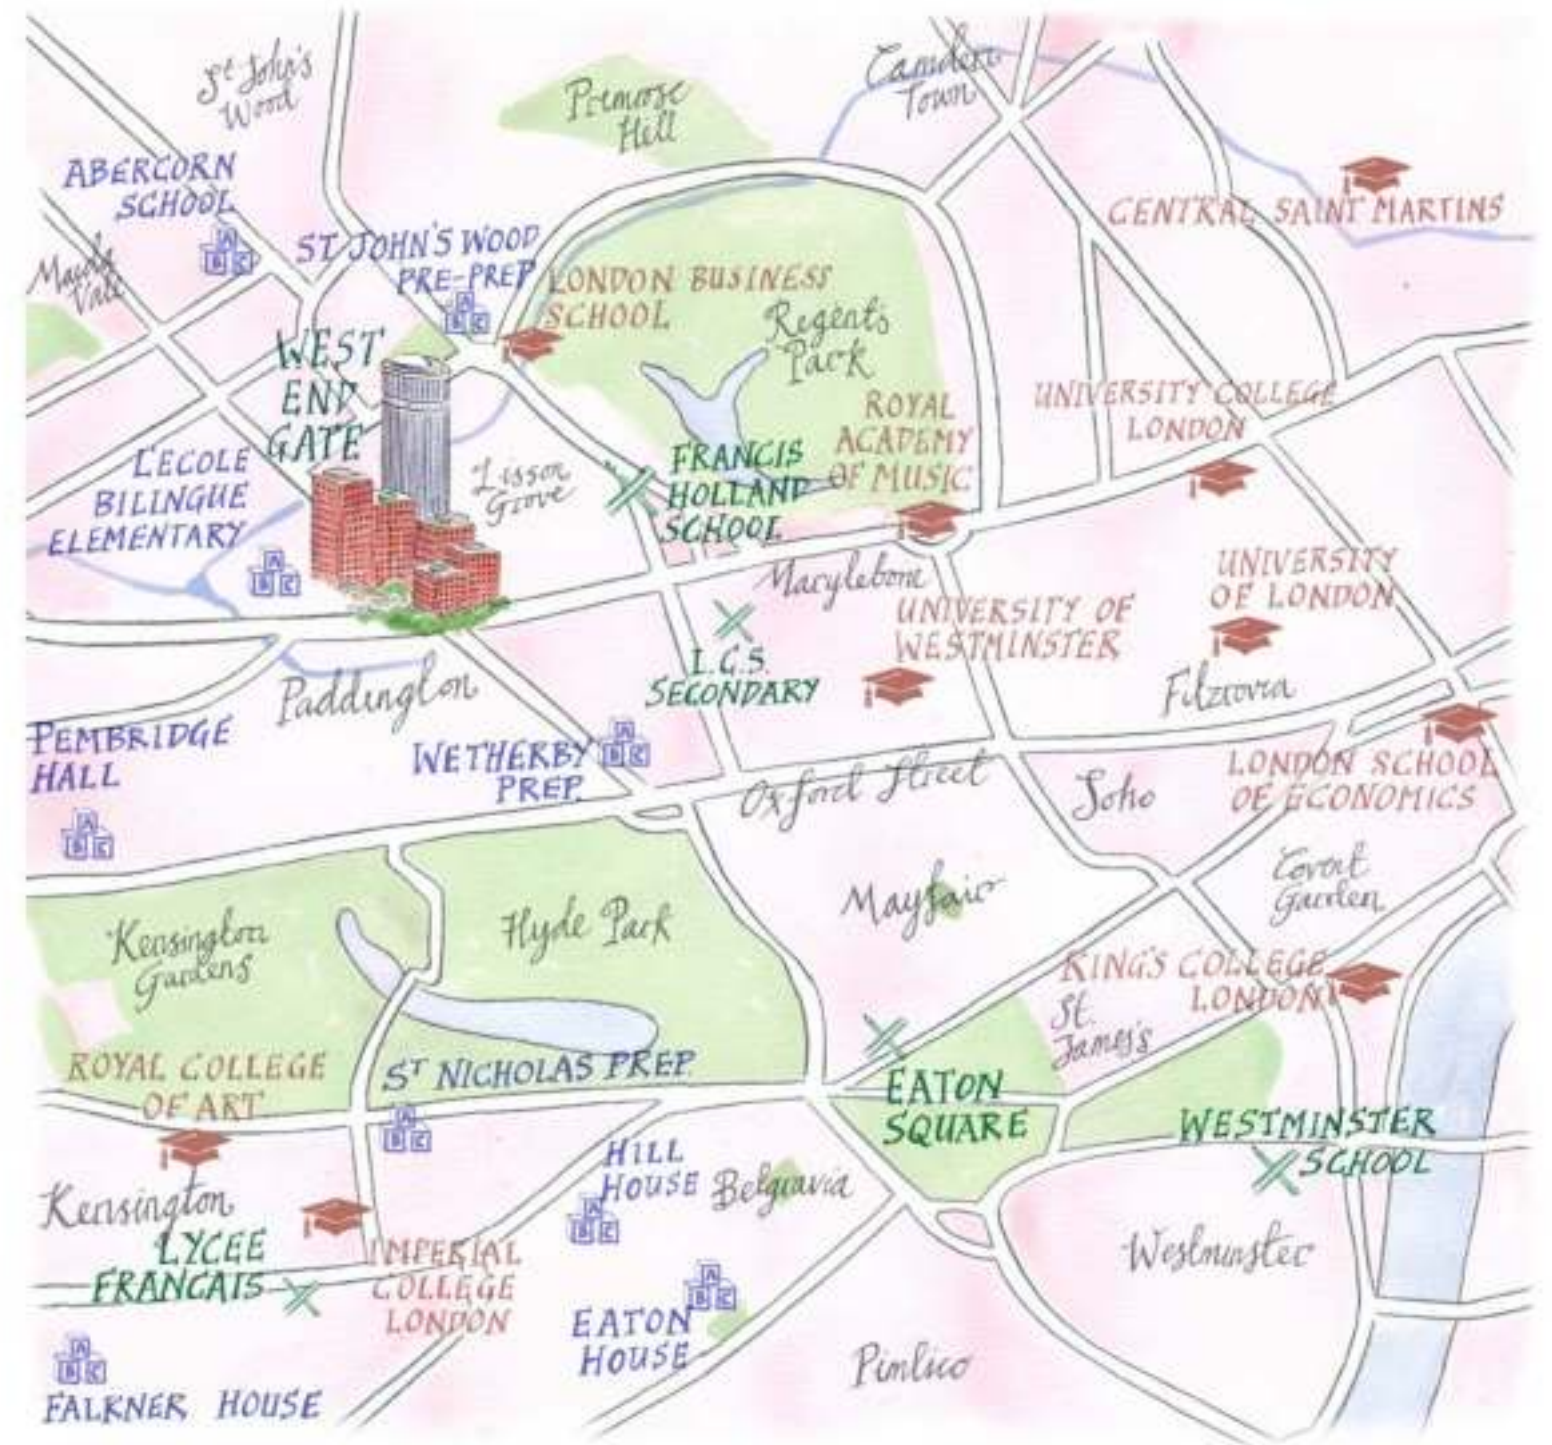 St John's
Wood
Primrose
Hill
Camden
Town
ABERCORN
SCHOOL
Maida
Vale
ST JOHN'S WOOD
PRE-PREP
CENTRAL SAINT MARTINS
LONDON BUSINESS
SCHOOL
Regent's
Park
WEST
END
GATE
L'ECOLE
BILINGUE
ELEMENTARY
Lisson
Grove
FRANCIS
HOLLAND
SCHOOL
ROYAL
ACADEMY
OF MUSIC
UNIVERSITY COLLEGE
LONDON
Marylebone
UNIVERSITY OF
WESTMINSTER
UNIVERSITY
OF LONDON
I.C.S.
SECONDARY
Paddington
Fitzrovia
PEMBRIDGE
HALL
WETHERBY
PREP.
Oxford Street
Soho
LONDON SCHOOL
OF ECONOMICS
Kensington
Gardens
Hyde Park
Mayfair
Covent
Garden
KING'S COLLEGE
LONDON
St.
James's
ROYAL COLLEGE
OF ART
ST NICHOLAS PREP
EATON
SQUARE
WESTMINSTER
SCHOOL
Kensington
HILL
HOUSE
Belgravia
LYCEE
FRANCAIS
IMPERIAL
COLLEGE
LONDON
Westminster
EATON
HOUSE
Pimlico
FALKNER HOUSE
A
B C
A
B C
A
B C
A
B C
A
B C
A
B C
A
B C
A
B C
A
B C